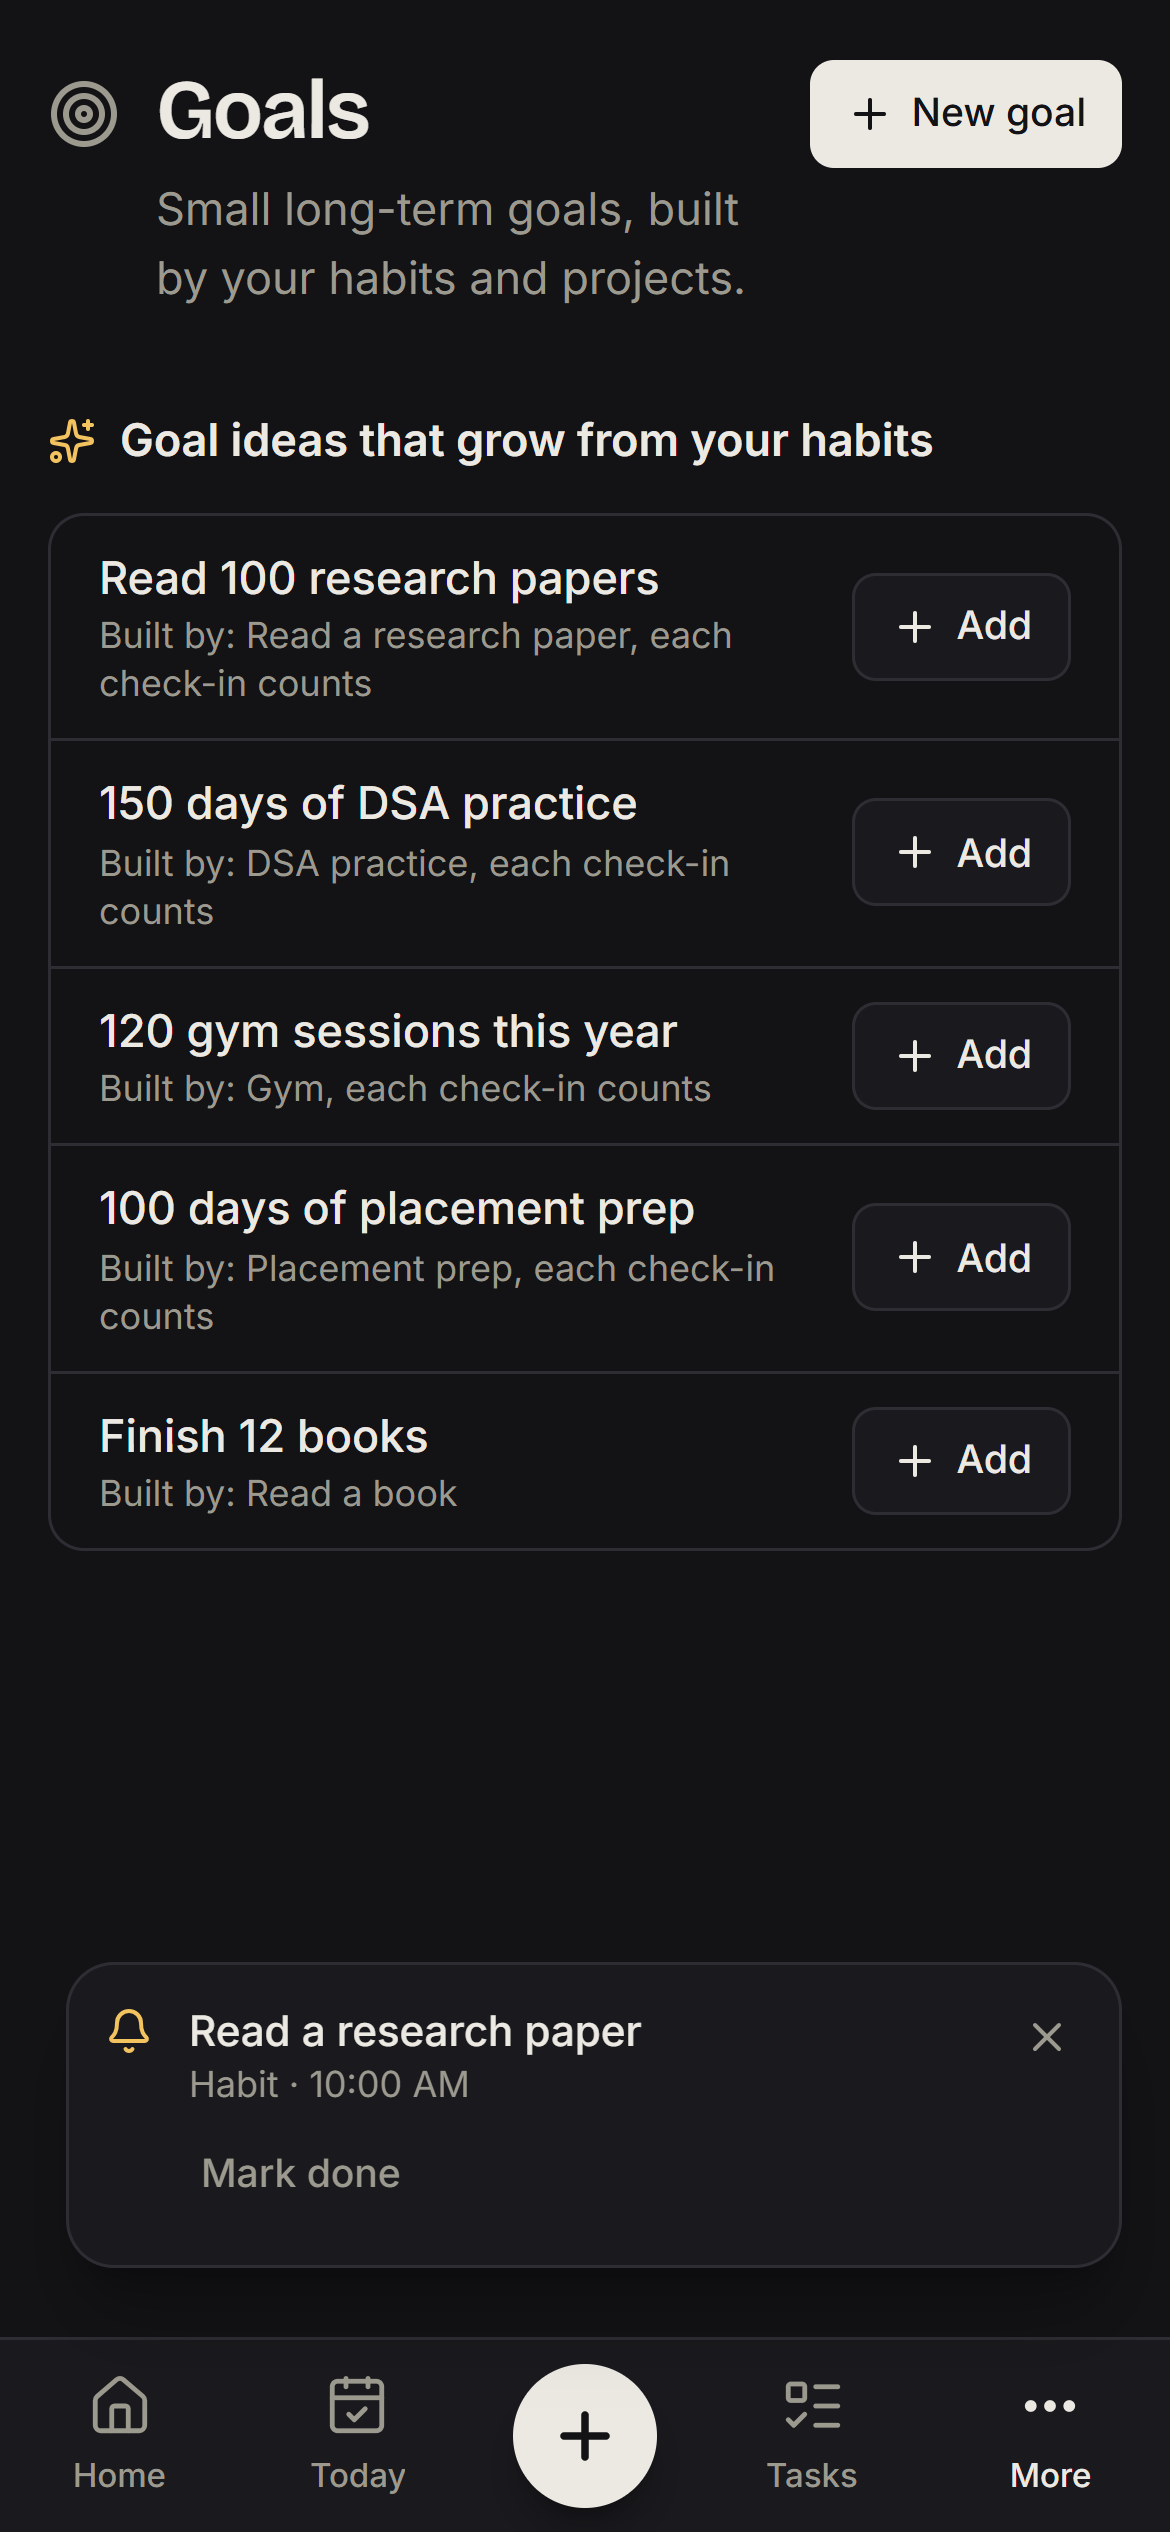 Goals
New goal
Small long-term goals, built
by your habits and projects.
Goal ideas that grow from your habits
Read 100 research papers
Built by: Read a research paper, each
check-in counts
Add
150 days of DSA practice
Built by: DSA practice, each check-in
counts
Add
120 gym sessions this year
Built by: Gym, each check-in counts
Add
100 days of placement prep
Built by: Placement prep, each check-in
counts
Add
Finish 12 books
Built by: Read a book
Add
Read a research paper
Habit · 10:00 AM
Mark done
Home
Today
Tasks
More